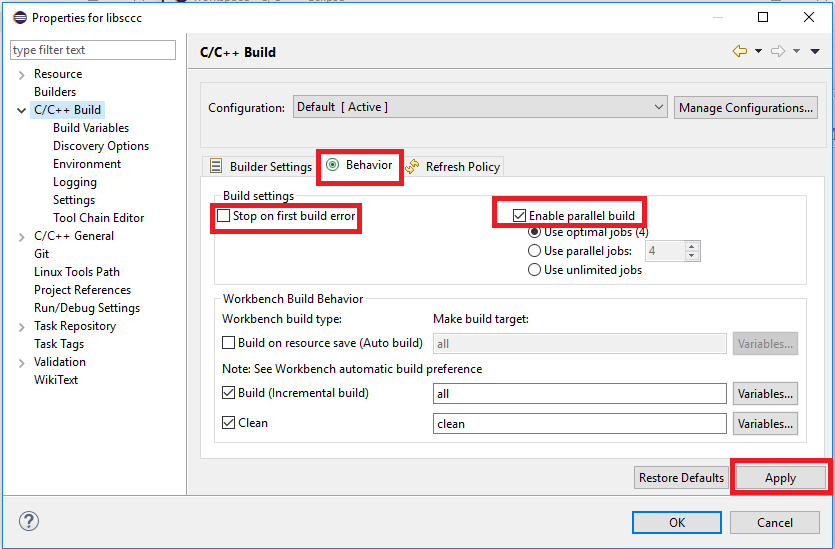 Properties for libsccc
type filter text
Resource
Builders
C/C++ Build
Build Variables
Discovery Options
Environment
Logging
Settings
Tool Chain Editor
C/C++ General
Git
Linux Tools Path
Project References
Run/Debug Settings
Task Repository
Task Tags
Validation
WikiText
C/C++ Build
Configuration:
Default [ Active ]
Manage Configurations...
Builder Settings
Behavior
Refresh Policy
Build settings
Stop on first build error
Enable parallel build
Use optimal jobs (4)
Use parallel jobs:
4
Use unlimited jobs
Workbench Build Behavior
Workbench build type:
Make build target:
Build on resource save (Auto build)
all
Variables...
Note: See Workbench automatic build preference
Build (Incremental build)
all
Variables...
Clean
clean
Variables...
Restore Defaults
Apply
?
OK
Cancel